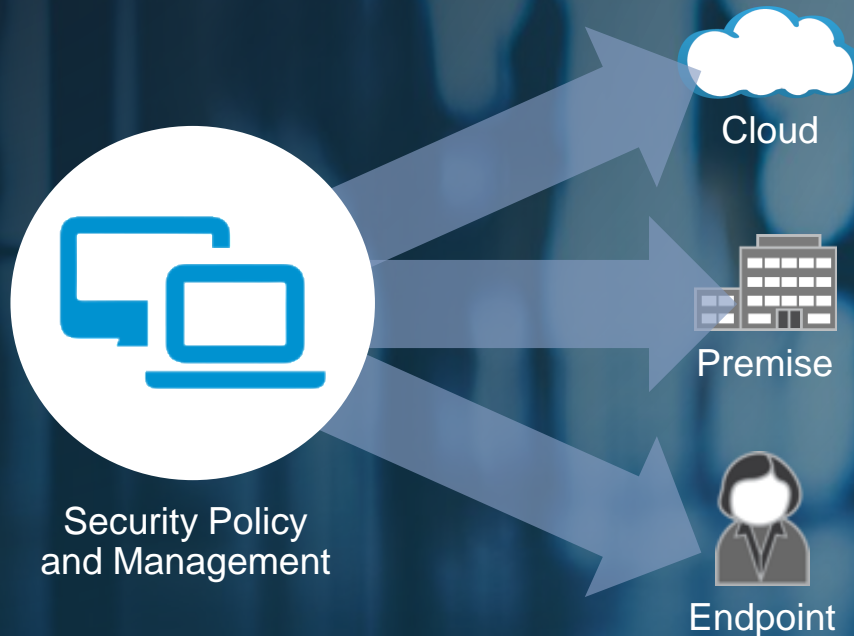 Cloud
Premise
Security Policy
and Management
Endpoint